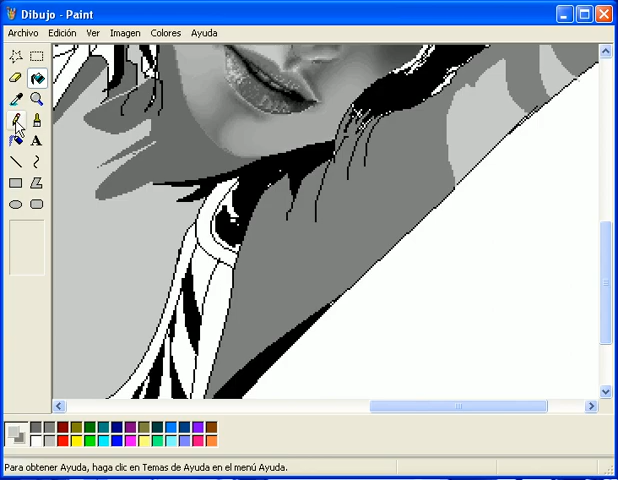 Dibujo - Paint
Archivo Edición Ver Imagen Colores Ayuda
A
Para obtener Ayuda, haga clic en Temas de Ayuda en el menú Ayuda.